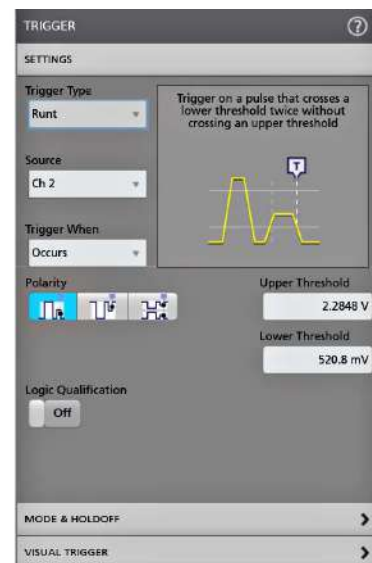 TRIGGER
?
SETTINGS
Trigger Type
Runt
Trigger on a pulse that crosses a
lower threshold twice without
crossing an upper threshold
T
Source
Ch 2
Trigger When
Occurs
Polarity
Upper Threshold
2.2848 V
Lower Threshold
520.8 mV
Logic Qualification
Off
MODE & HOLDOFF
VISUAL TRIGGER